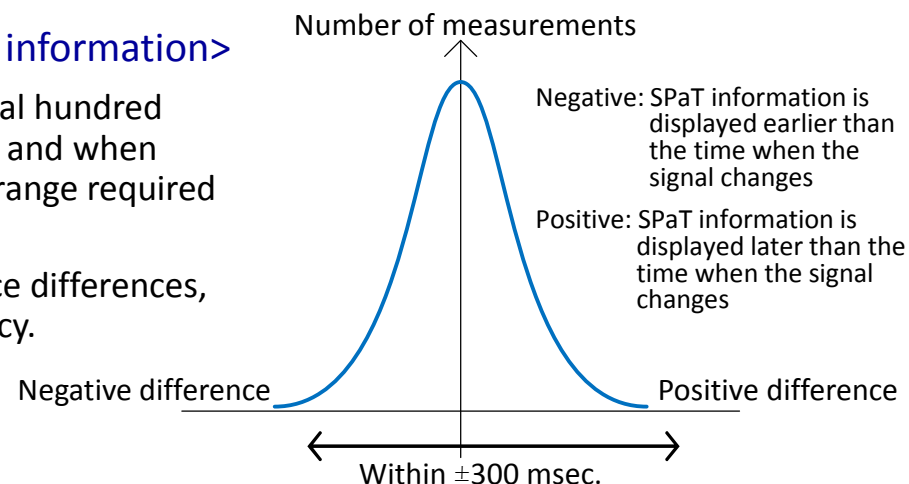 information>
al hundred
and when
range required
ce differences,
cy.
Number of measurements
Negative: SPaT information is
displayed earlier than
the time when the
signal changes
Positive: SPaT information is
displayed later than the
time when the signal
changes
Negative difference
Positive difference
Within ±300 msec.